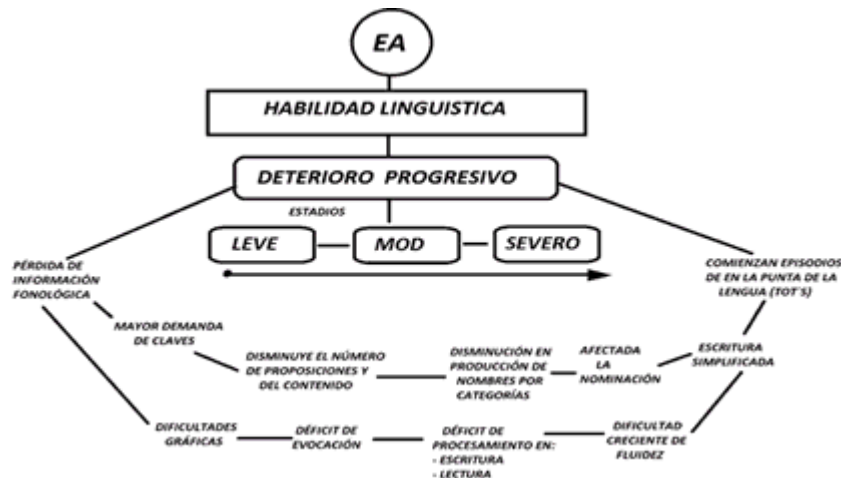 EA
HABILIDAD LINGUISTICA
DETERIORO PROGRESIVO
ESTADIOS
LEVE
MOD
SEVERO
PÉRDIDA DE
INFORMACIÓN
FONOLÓGICA
COMIENZAN EPISODIOS
DE EN LA PUNTA DE LA
LENGUA (TOT´S)
MAYOR DEMANDA
DE CLAVES
DISMINUYE EL NÚMERO
DE PROPOSICIONES Y
DEL CONTENIDO
DISMINUCIÓN EN
PRODUCCIÓN DE
NOMBRES POR
CATEGORÍAS
AFECTADA
LA
NOMINACIÓN
ESCRITURA
SIMPLIFICADA
DIFICULTADES
GRÁFICAS
DÉFICIT DE
EVOCACIÓN
DÉFICIT DE
PROCESAMIENTO EN:
- ESCRITURA
- LECTURA
DIFICULTAD
CRECIENTE DE
FLUIDEZ